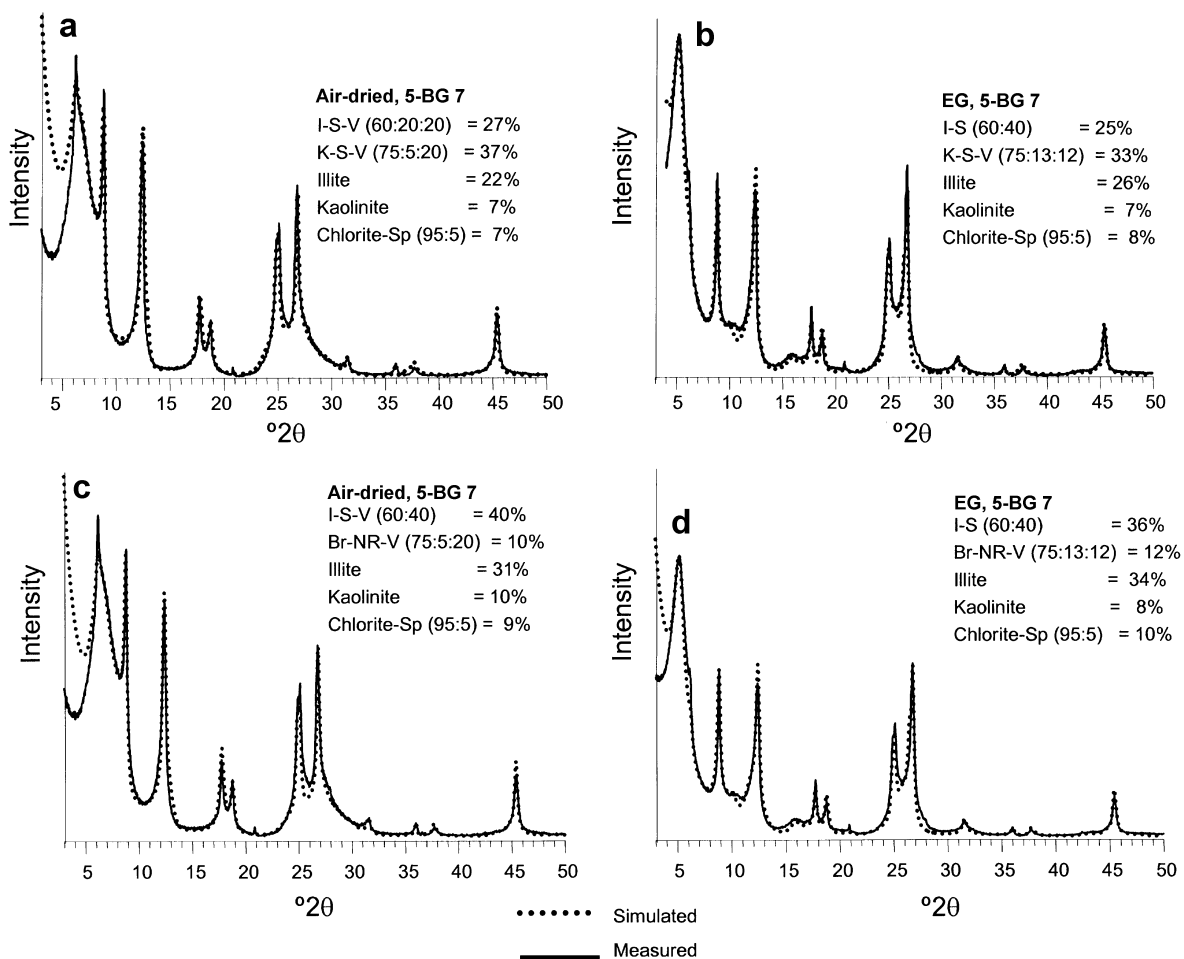 a
Air-dried, 5-BG 7
I-S-V (60:20:20) = 27%
K-S-V (75:5:20) = 37%
Illite = 22%
Kaolinite = 7%
Chlorite-Sp (95:5) = 7%
Intensity
5 10 15 20 25 30 35 40 45 50
º2θ
b
EG, 5-BG 7
I-S (60:40) = 25%
K-S-V (75:13:12) = 33%
Illite = 26%
Kaolinite = 7%
Chlorite-Sp (95:5) = 8%
Intensity
5 10 15 20 25 30 35 40 45 50
º2θ
c
Air-dried, 5-BG 7
I-S-V (60:40) = 40%
Br-NR-V (75:5:20) = 10%
Illite = 31%
Kaolinite = 10%
Chlorite-Sp (95:5) = 9%
Intensity
5 10 15 20 25 30 35 40 45 50
º2θ
d
EG, 5-BG 7
I-S (60:40) = 36%
Br-NR-V (75:13:12) = 12%
Illite = 34%
Kaolinite = 8%
Chlorite-Sp (95:5) = 10%
Intensity
5 10 15 20 25 30 35 40 45 50
º2θ
Simulated
Measured